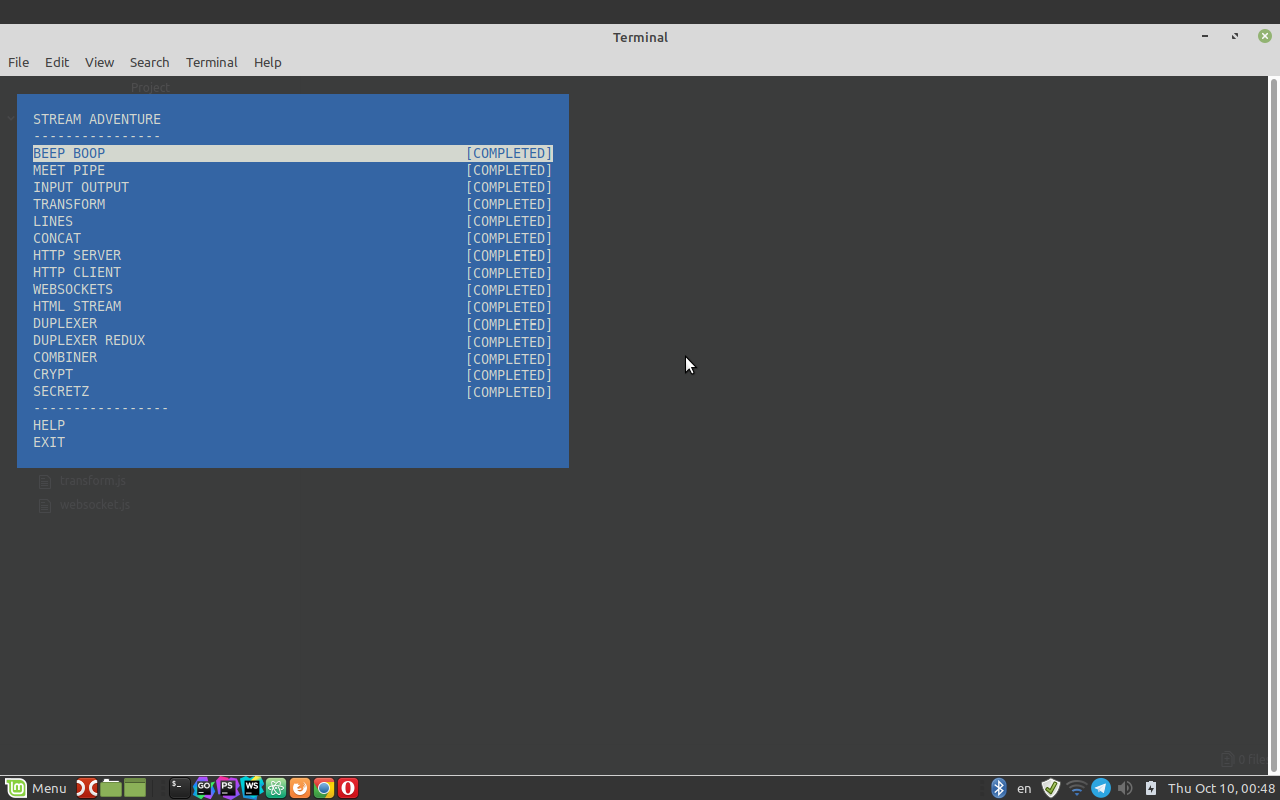 Terminal
File Edit View Search Terminal Help
Project
STREAM ADVENTURE
----------------
BEEP BOOP [COMPLETED]
MEET PIPE [COMPLETED]
INPUT OUTPUT [COMPLETED]
TRANSFORM [COMPLETED]
LINES [COMPLETED]
CONCAT [COMPLETED]
HTTP SERVER [COMPLETED]
HTTP CLIENT [COMPLETED]
WEBSOCKETS [COMPLETED]
HTML STREAM [COMPLETED]
DUPLEXER [COMPLETED]
DUPLEXER REDUX [COMPLETED]
COMBINER [COMPLETED]
CRYPT [COMPLETED]
SECRETZ [COMPLETED]
-----------------
HELP
EXIT
transform.js
websocket.js
0 file
Menu $_ GO PS WS en Thu Oct 10, 00:48